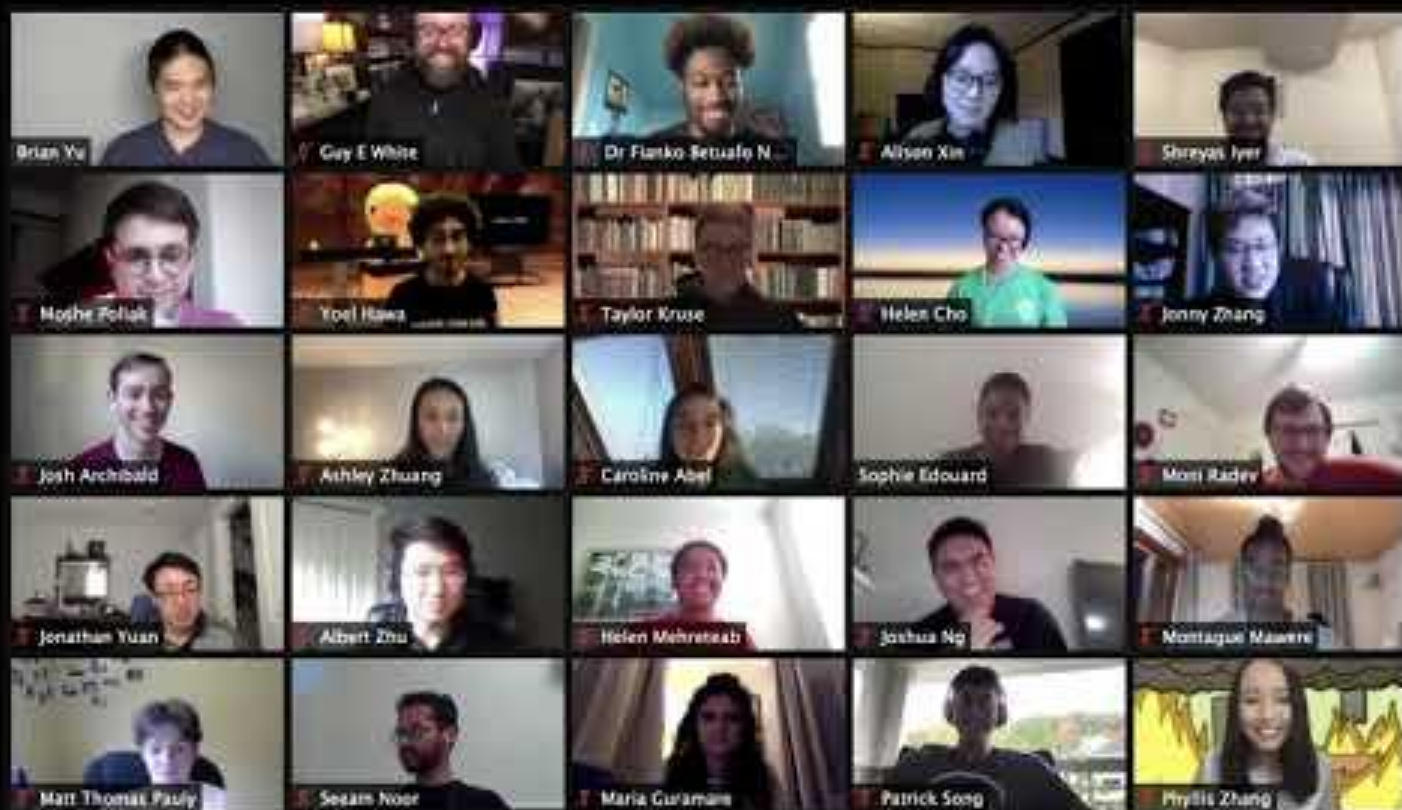 Brian Yu
Guy E White
Dr Fianko Betuafo N...
Alison Xin
Shreyas Iyer
Moshe Poliak
Yoel Hawa
Taylor Kruse
Helen Cho
Jonny Zhang
Josh Archibald
Ashley Zhuang
Caroline Abel
Sophie Edouard
Moni Radev
Jonathan Yuan
Albert Zhu
Helen Mehreteab
Joshua Ng
Montague Mawere
Matt Thomas Pauly
Seeam Noor
Maria Guramare
Patrick Song
Phyllis Zhang